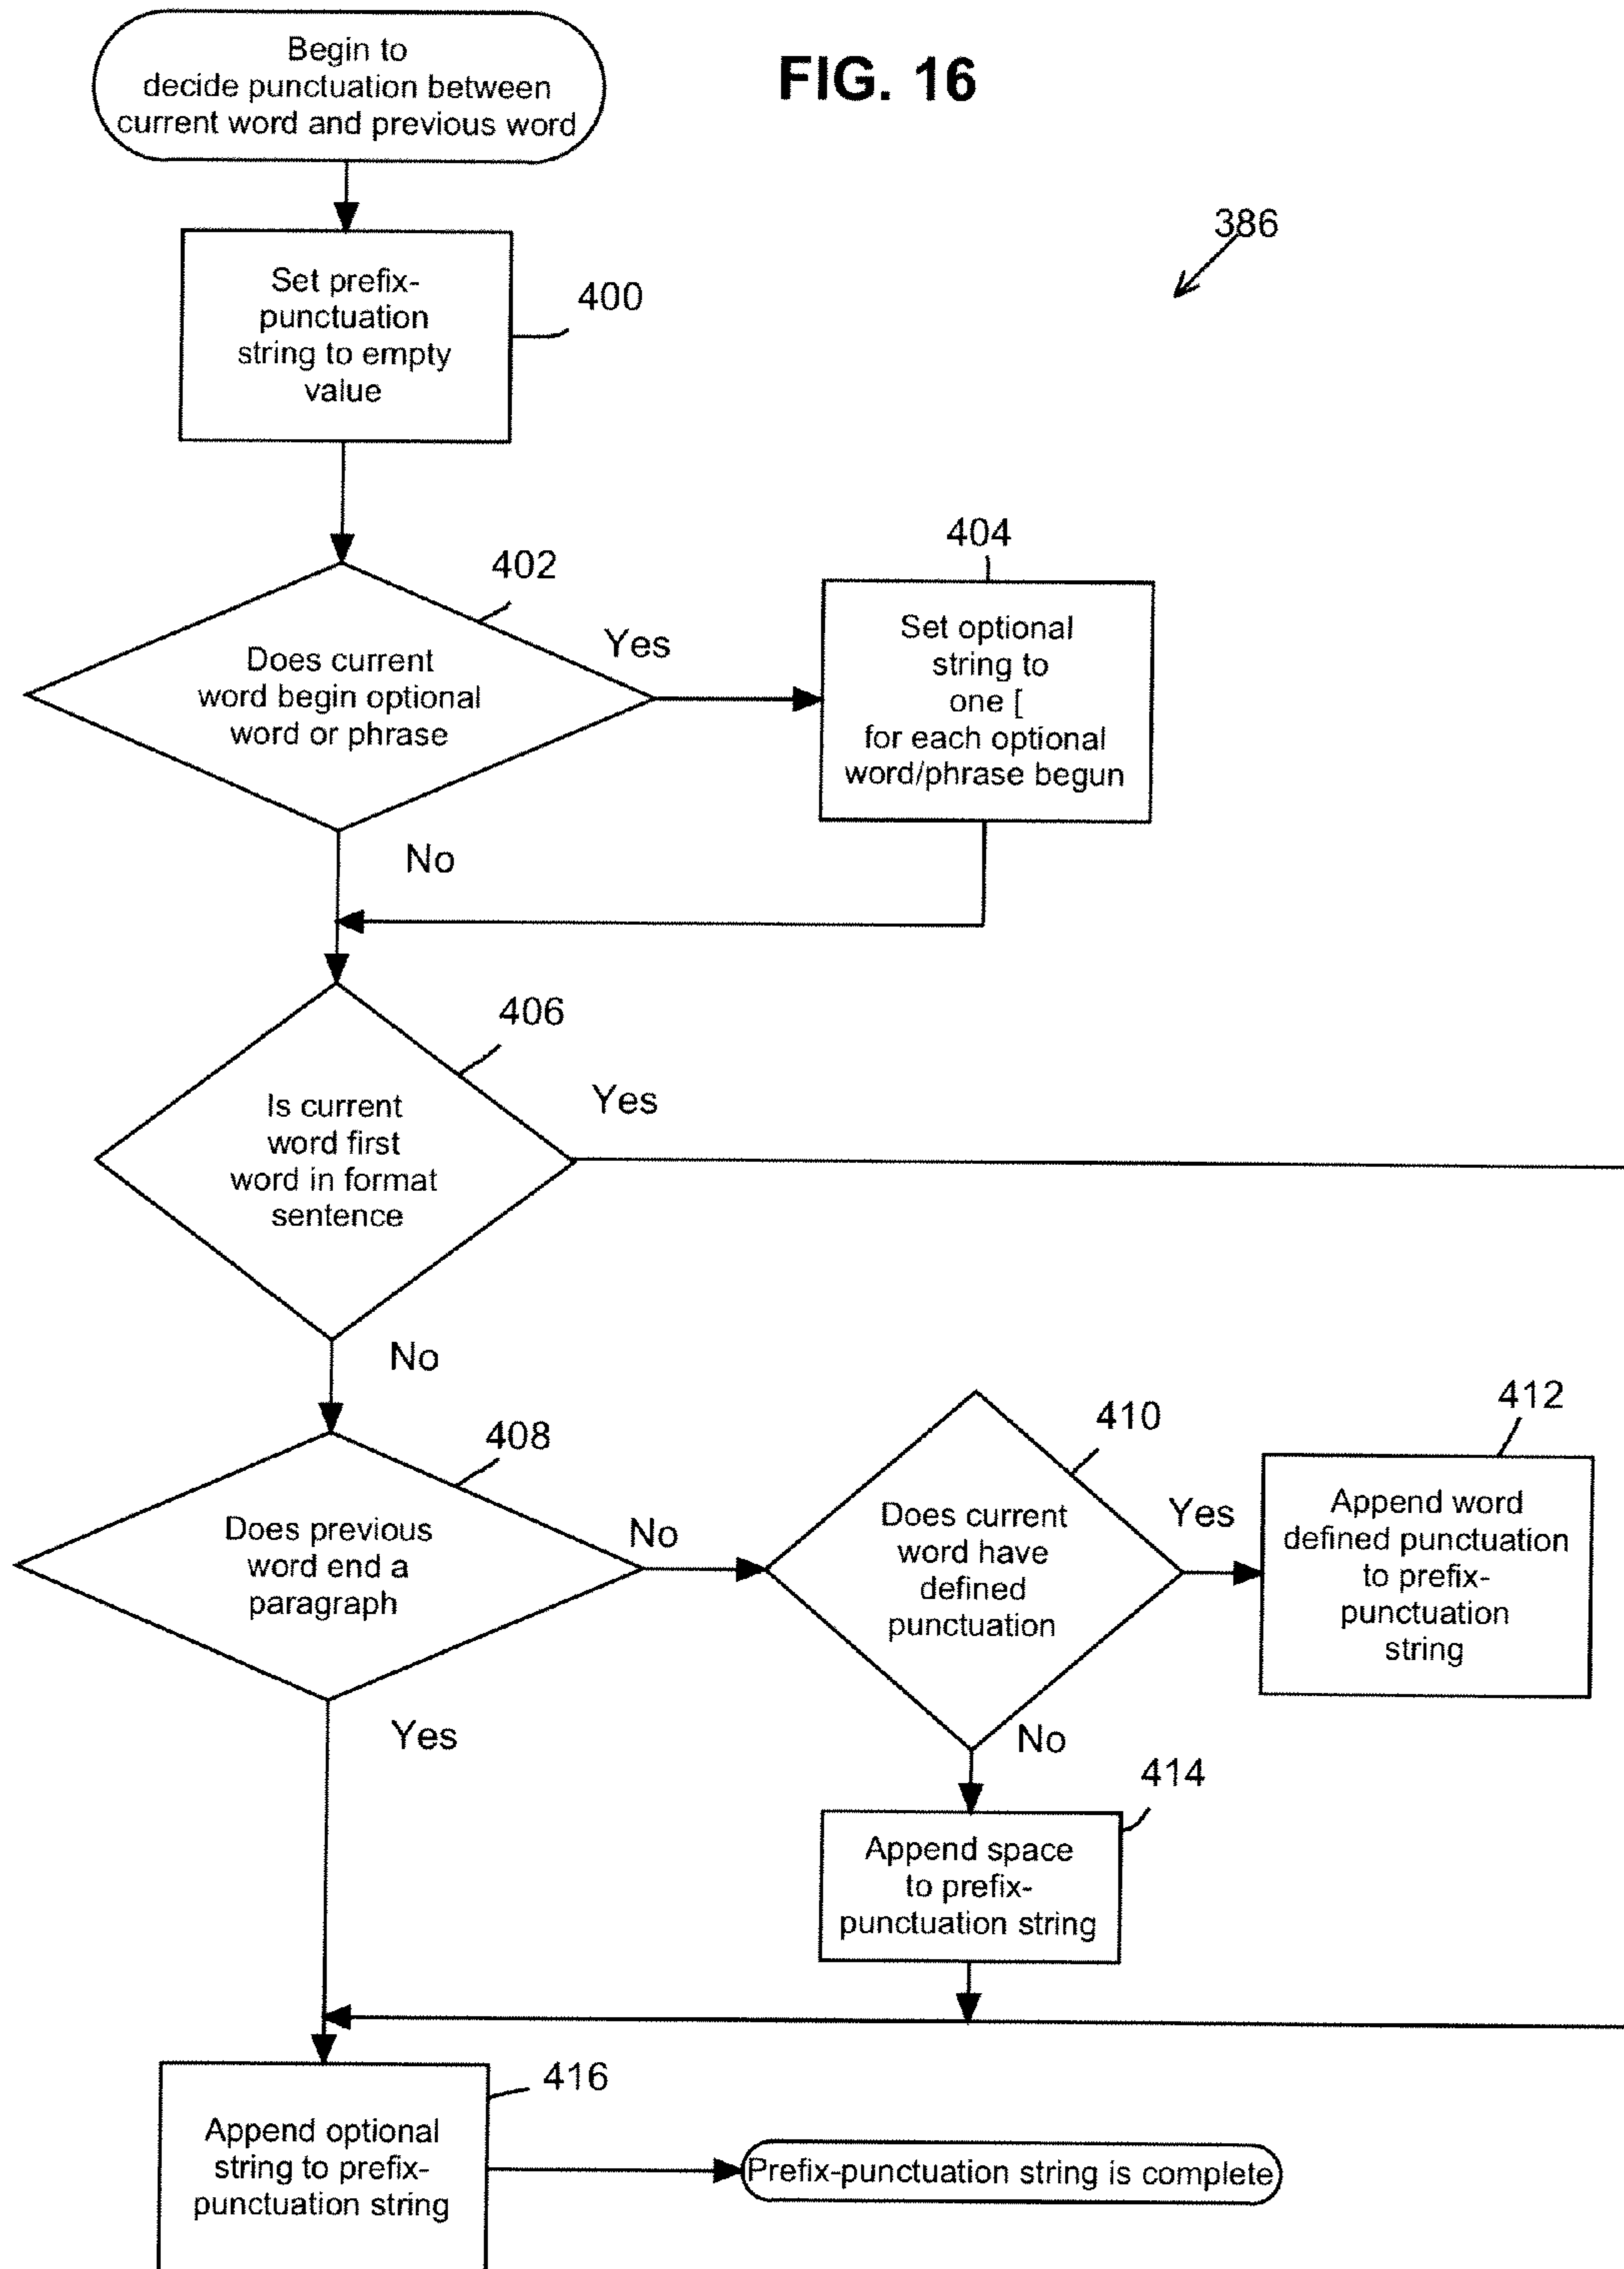 Begin to
decide punctuation between
current word and previous word
FIG. 16
386
Set prefix-
punctuation
string to empty
value
400
402
Does current
word begin optional
word or phrase
Yes
No
404
Set optional
string to
one [
for each optional
word/phrase begun
406
Is current
word first
word in format
sentence
Yes
No
408
Does previous
word end a
paragraph
No
Yes
410
Does current
word have
defined
punctuation
Yes
No
412
Append word
defined punctuation
to prefix-
punctuation
string
414
Append space
to prefix-
punctuation string
416
Append optional
string to prefix-
punctuation string
Prefix-punctuation string is complete